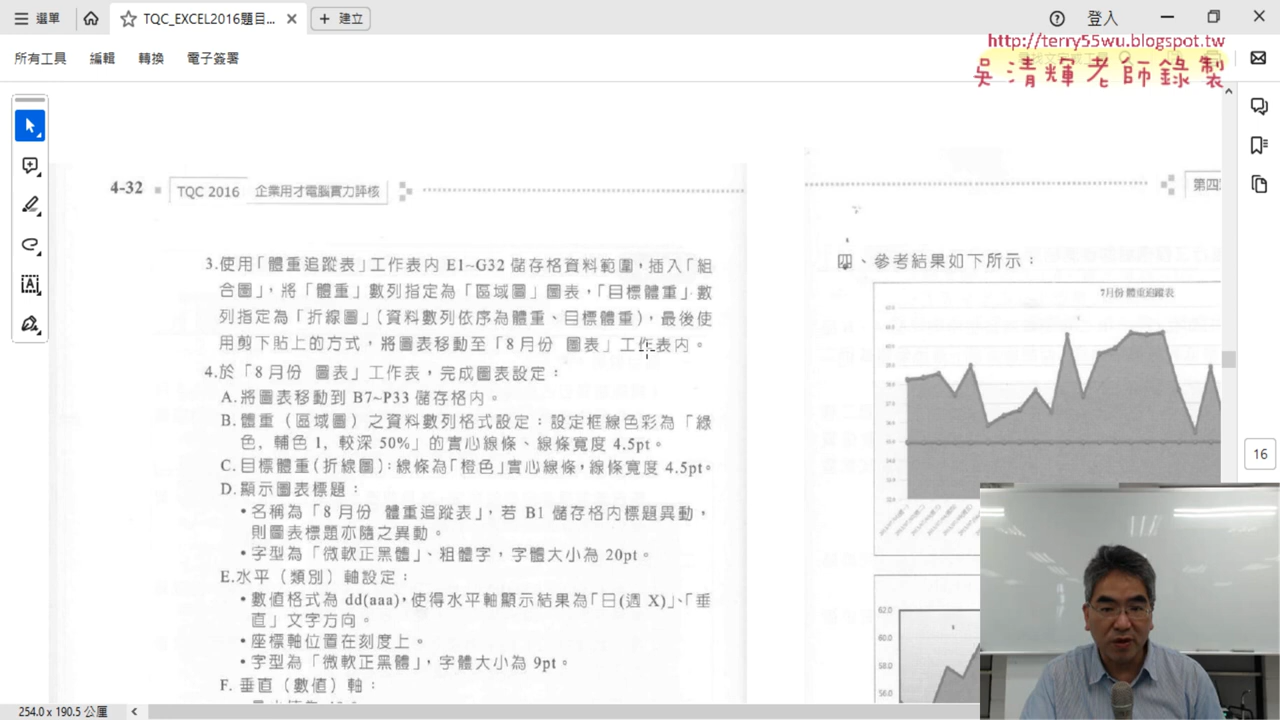 選單
TQC_EXCEL2016題目...
建立
登入
http://terry55wu.blogspot.tw
吳清輝老師錄製
所有工具
編輯
轉換
電子簽署
4-32
TQC 2016 企業用才電腦實力評核
3.使用「體重追蹤表」工作表內 E1~G32 儲存格資料範圍，插入「組
合圖」，將「體重」數列指定為「區域圖」圖表，「目標體重」數
列指定為「折線圖」(資料數列依序為體重、目標體重)，最後使
用剪下貼上的方式，將圖表移動至「8月份 圖表」工作表內。
4.於「8月份 圖表」工作表，完成圖表設定：
A.將圖表移動到 B7~P33 儲存格內。
B.體重（區域圖）之資料數列格式設定：設定框線色彩為「綠
色, 輔色 1, 較深 50%」的實心線條、線條寬度 4.5pt。
C.目標體重(折線圖)：線條為「橙色」實心線條，線條寬度 4.5pt。
D.顯示圖表標題：
•名稱為「8月份 體重追蹤表」，若 B1 儲存格內標題異動，
則圖表標題亦隨之異動。
•字型為「微軟正黑體」、粗體字，字體大小為 20pt。
E.水平（類別）軸設定：
•數值格式為 dd(aaa)，使得水平軸顯示結果為「日(週 X)」、「垂
直」文字方向。
•座標軸位置在刻度上。
•字型為「微軟正黑體」，字體大小為 9pt。
F. 垂直（數值）軸：
第四
四、參考結果如下所示：
7月份 體重追蹤表
62.0
60.0
58.0
56.0
16
254.0 x 190.5 公厘